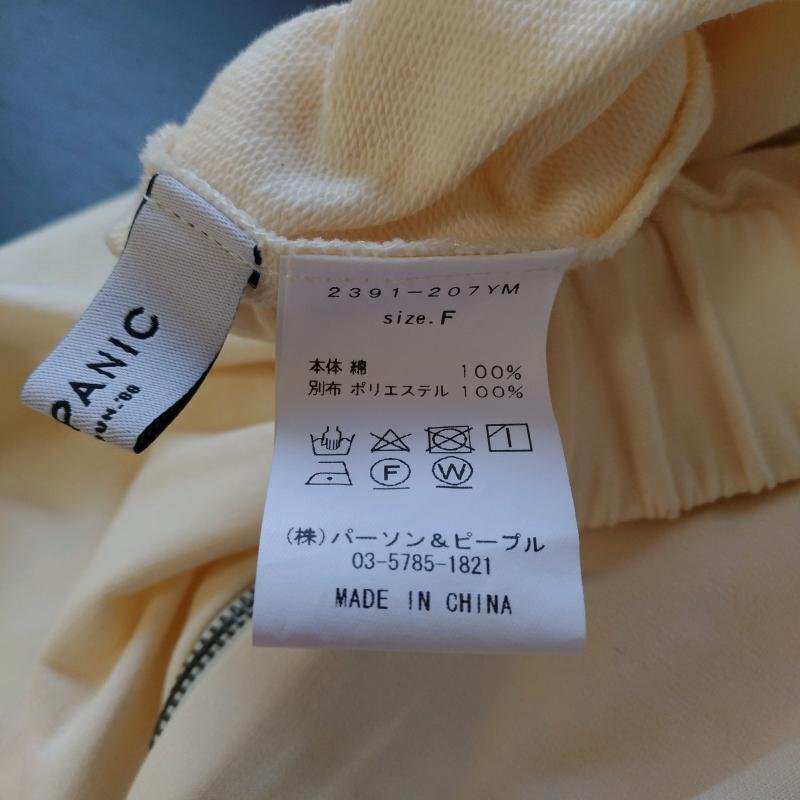 PANIC
2391-207YM
size.F
本体 綿 100%
別布 ポリエステル 100%
F W
(株)パーソン&ピープル
03-5785-1821
MADE IN CHINA